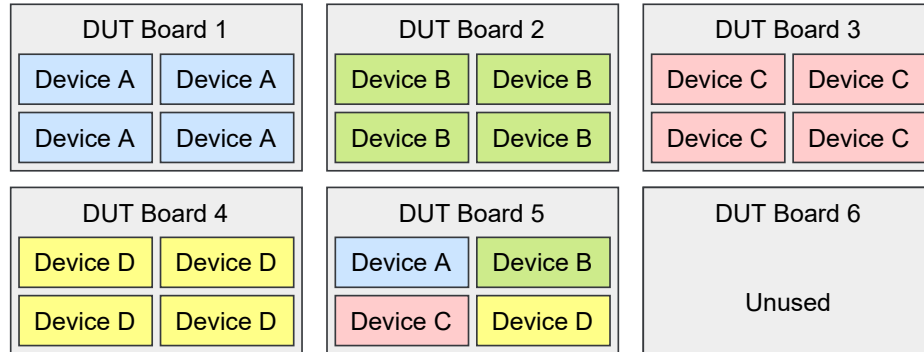 DUT Board 1
Device A Device A
Device A Device A
DUT Board 2
Device B Device B
Device B Device B
DUT Board 3
Device C Device C
Device C Device C
DUT Board 4
Device D Device D
Device D Device D
DUT Board 5
Device A Device B
Device C Device D
DUT Board 6
Unused